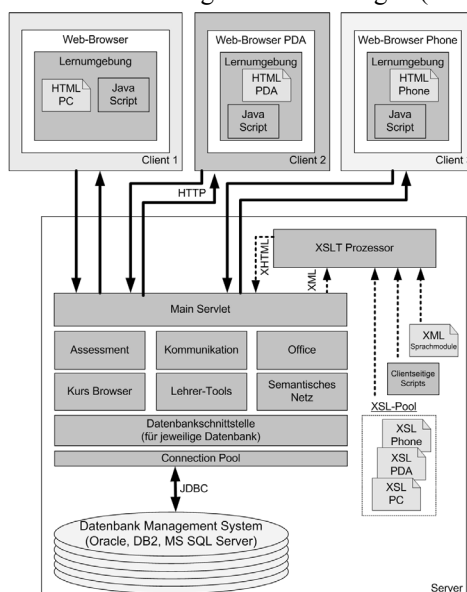 Web-Browser
Lernumgebung
HTML
PC
Java
Script
Client 1
Web-Browser PDA
Lernumgebung
HTML
PDA
Java
Script
Client 2
Web-Browser Phone
Lernumgebung
HTML
Phone
Java
Script
Client
HTTP
XSLT Prozessor
XHTML
XML
Main Servlet
Assessment
Kommunikation
Office
Kurs Browser
Lehrer-Tools
Semantisches
Netz
Datenbankschnittstelle
(für jeweilige Datenbank)
Connection Pool
JDBC
Datenbank Management System
(Oracle, DB2, MS SQL Server)
XML
Sprachmodule
Clientseitige
Scripts
XSL-Pool
XSL
Phone
XSL
PDA
XSL
PC
Server